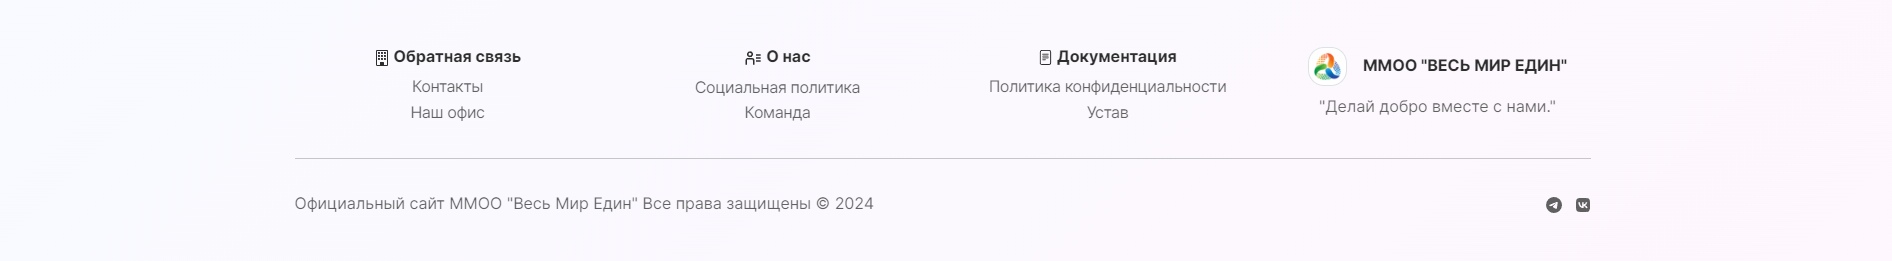 Обратная связь
Контакты
Наш офис
О нас
Социальная политика
Команда
Документация
Политика конфиденциальности
Устав
ММОО "ВЕСЬ МИР ЕДИН"
"Делай добро вместе с нами."
Официальный сайт ММОО "Весь Мир Един" Все права защищены © 2024